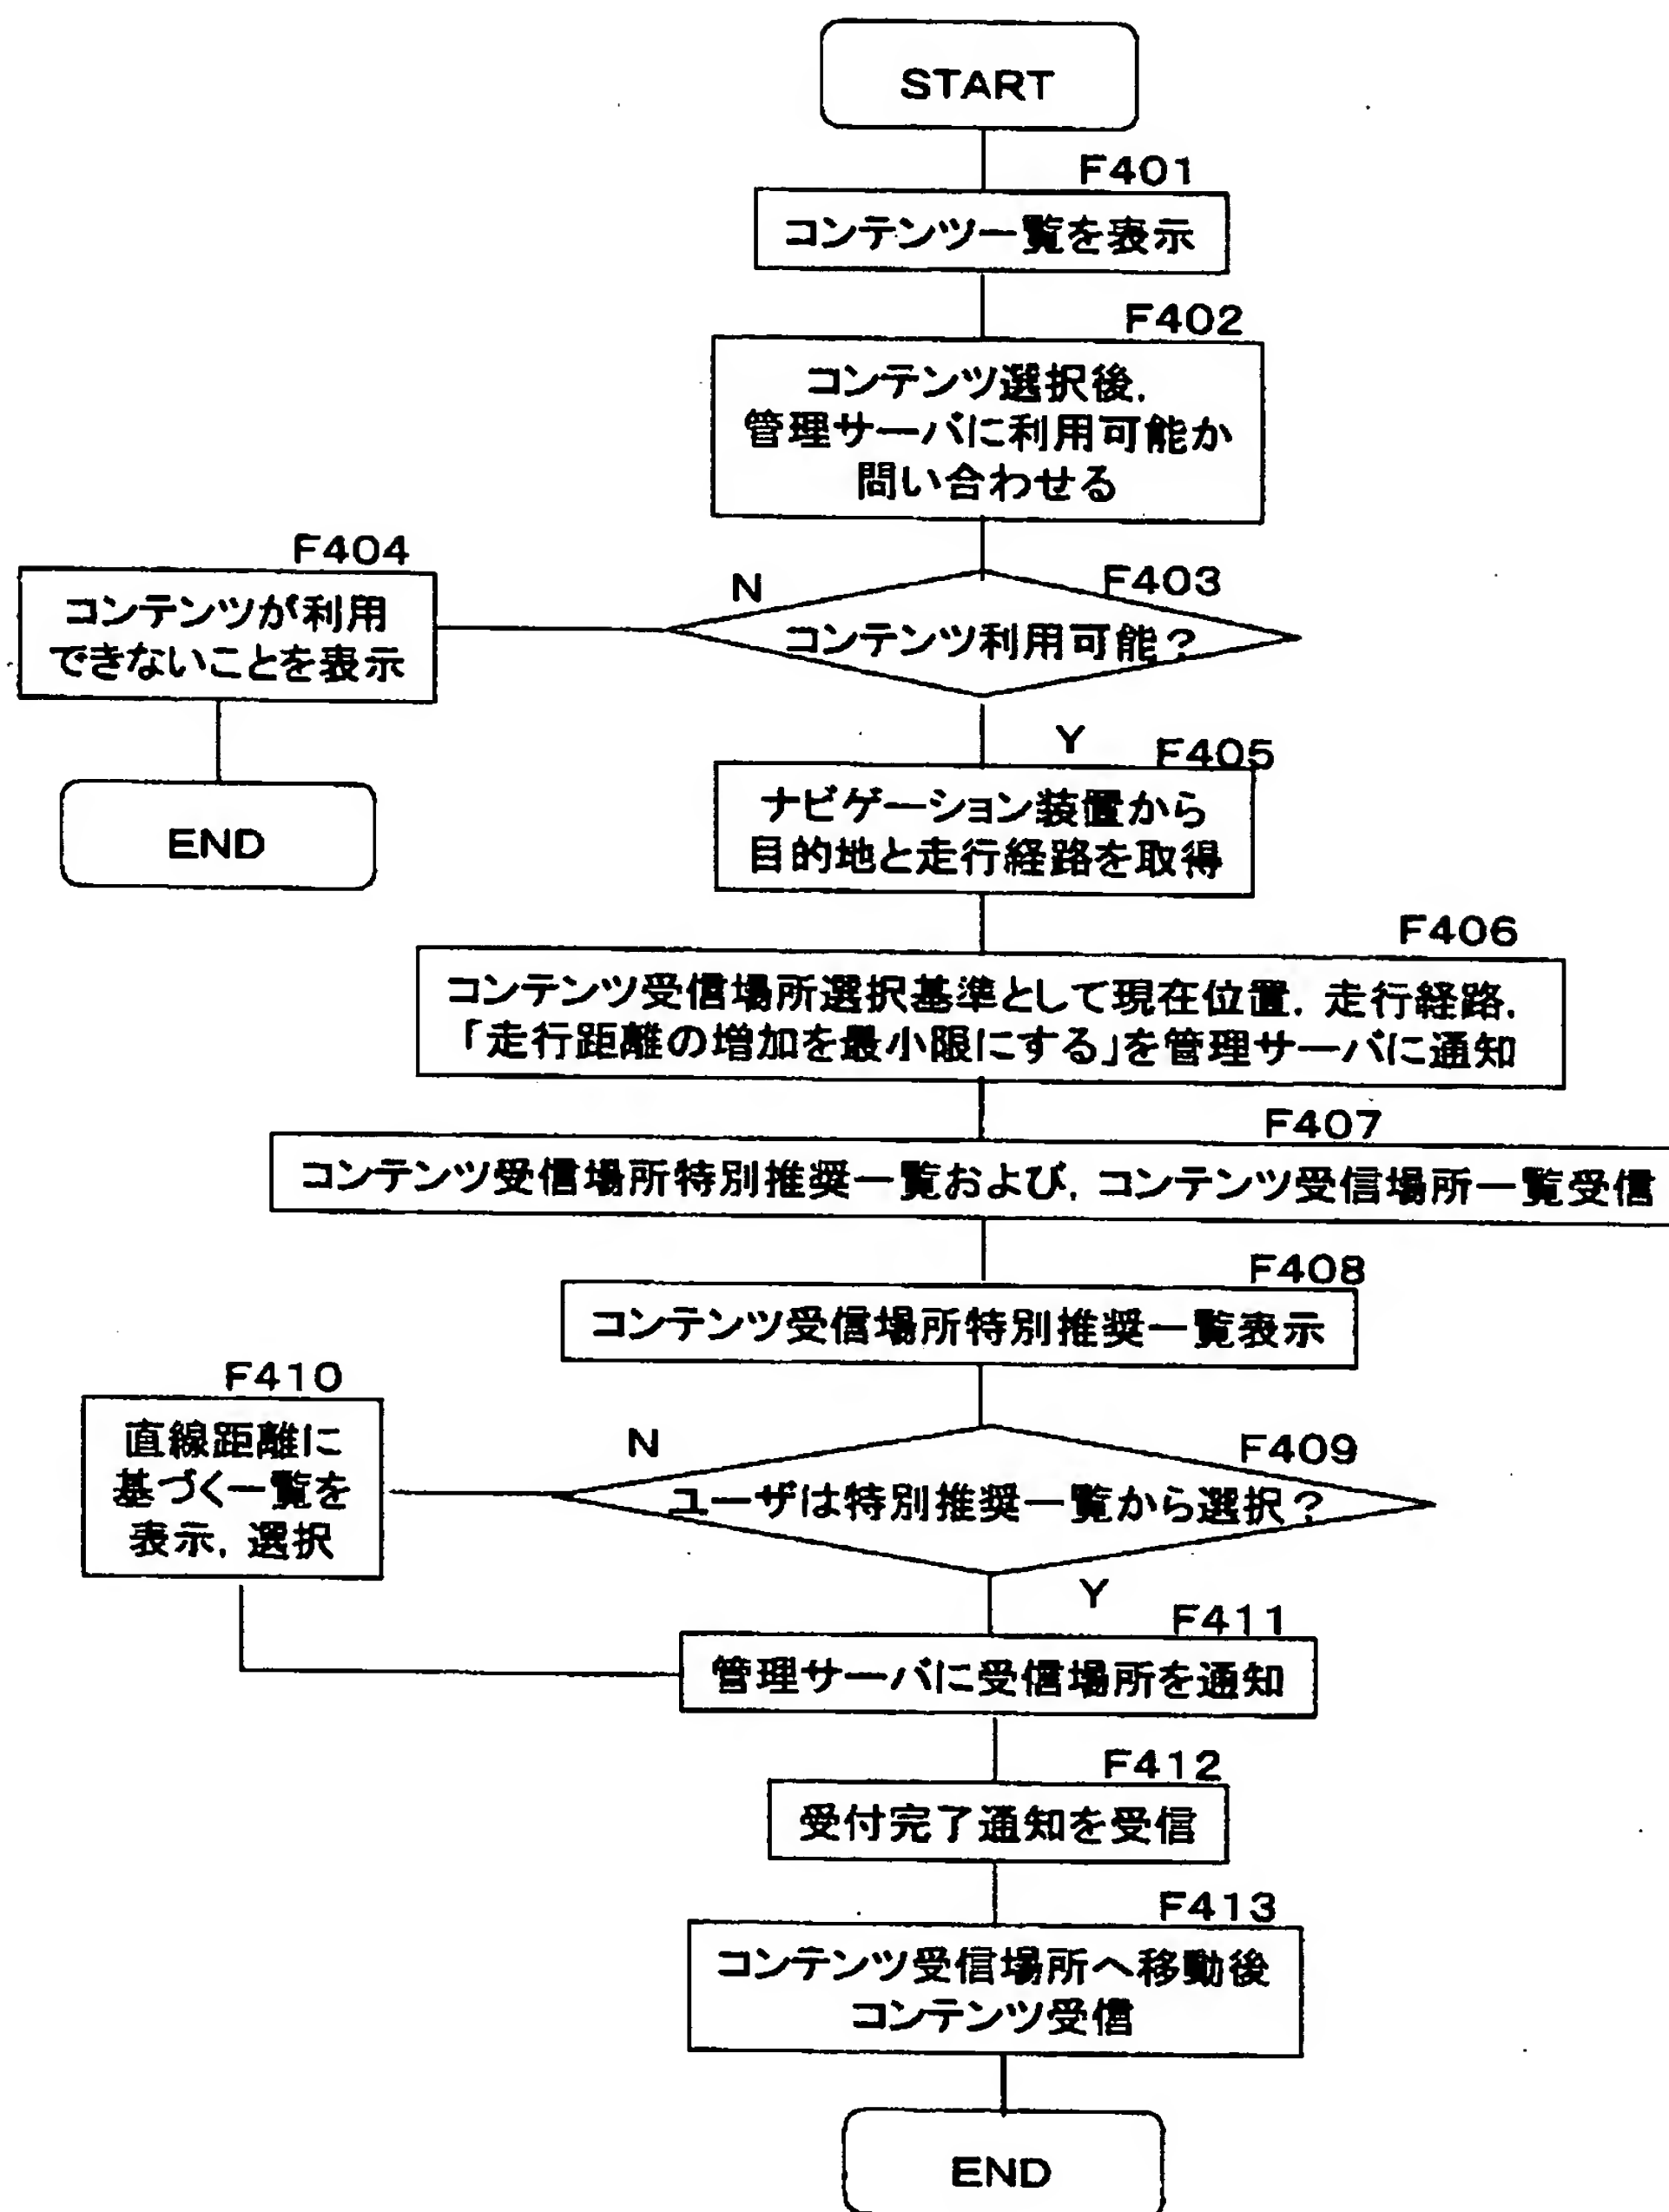 START
F401
コンテンツ一覧を表示
F402
コンテンツ選択後,
管理サーバに利用可能か
問い合わせる
F403
コンテンツ利用可能？
N
F404
コンテンツが利用
できないことを表示
END
Y
F405
ナビゲーション装置から
目的地と走行経路を取得
F406
コンテンツ受信場所選択基準として現在位置, 走行経路,
「走行距離の増加を最小限にする」を管理サーバに通知
F407
コンテンツ受信場所特別推奨一覧および, コンテンツ受信場所一覧受信
F408
コンテンツ受信場所特別推奨一覧表示
F409
ユーザは特別推奨一覧から選択？
N
F410
直線距離に
基づく一覧を
表示, 選択
Y
F411
管理サーバに受信場所を通知
F412
受付完了通知を受信
F413
コンテンツ受信場所へ移動後
コンテンツ受信
END